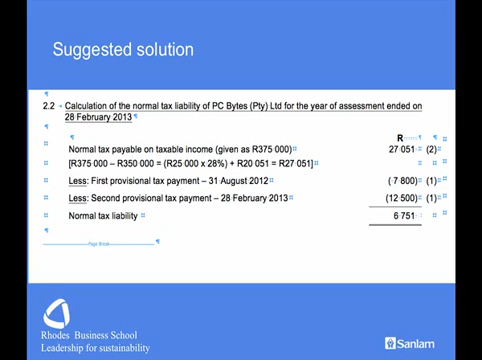 Suggested solution
2.2 Calculation of the normal tax liability of PC Bytes (Pty) Ltd for the year of assessment ended on
28 February 2013
R
Normal tax payable on taxable income (given as R375 000) 27 051 (2)
[R375 000 – R350 000 = (R25 000 x 28%) + R20 051 = R27 051]
Less: First provisional tax payment – 31 August 2012 (7 800) (1)
Less: Second provisional tax payment – 28 February 2013 (12 500) (1)
Normal tax liability 6 751
Page Break
Rhodes Business School
Leadership for sustainability
Sanlam